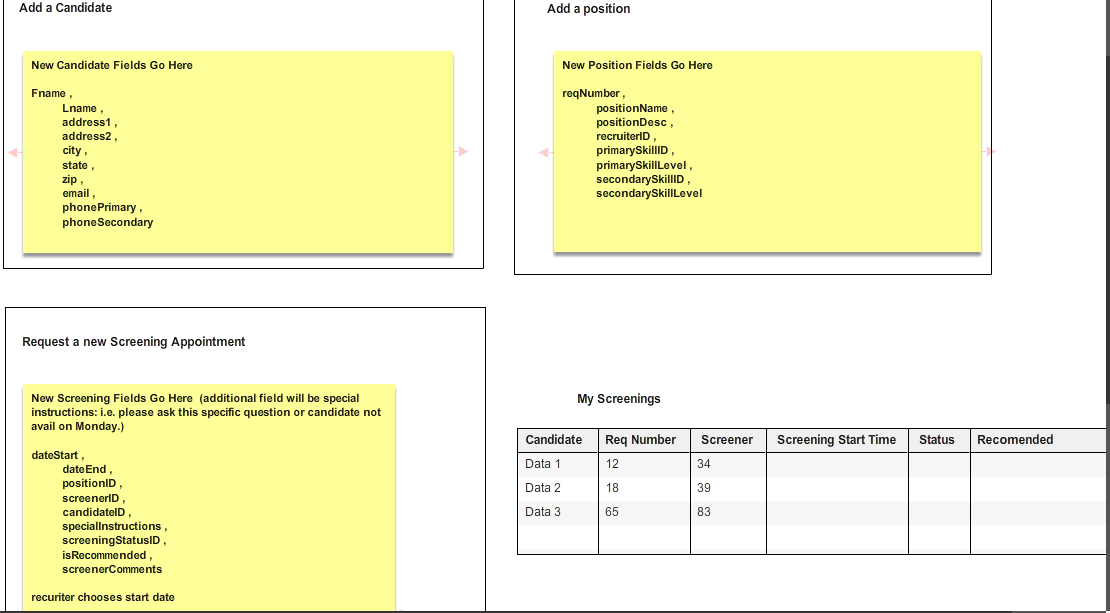 Add a Candidate
New Candidate Fields Go Here
Fname ,
Lname ,
address1 ,
address2 ,
city ,
state ,
zip ,
email ,
phonePrimary ,
phoneSecondary
Add a position
New Position Fields Go Here
reqNumber ,
positionName ,
positionDesc ,
recruiterID ,
primarySkillID ,
primarySkillLevel ,
secondarySkillID ,
secondarySkillLevel
Request a new Screening Appointment
New Screening Fields Go Here (additional field will be special
instructions: i.e. please ask this specific question or candidate not
avail on Monday.)
dateStart ,
dateEnd ,
positionID ,
screenerID ,
candidateID ,
specialInstructions ,
screeningStatusID ,
isRecommended ,
screenerComments
recuriter chooses start date
My Screenings
Candidate Req Number Screener Screening Start Time Status Recomended
Data 1 12 34
Data 2 18 39
Data 3 65 83